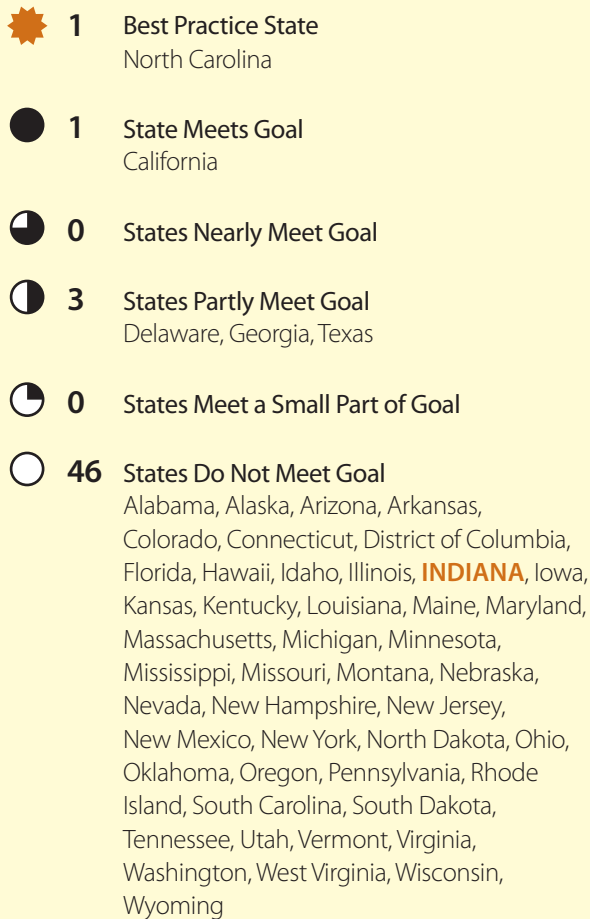 1 Best Practice State
North Carolina
1 State Meets Goal
California
0 States Nearly Meet Goal
3 States Partly Meet Goal
Delaware, Georgia, Texas
0 States Meet a Small Part of Goal
46 States Do Not Meet Goal
Alabama, Alaska, Arizona, Arkansas,
Colorado, Connecticut, District of Columbia,
Florida, Hawaii, Idaho, Illinois, INDIANA, Iowa,
Kansas, Kentucky, Louisiana, Maine, Maryland,
Massachusetts, Michigan, Minnesota,
Mississippi, Missouri, Montana, Nebraska,
Nevada, New Hampshire, New Jersey,
New Mexico, New York, North Dakota, Ohio,
Oklahoma, Oregon, Pennsylvania, Rhode
Island, South Carolina, South Dakota,
Tennessee, Utah, Vermont, Virginia,
Washington, West Virginia, Wisconsin,
Wyoming